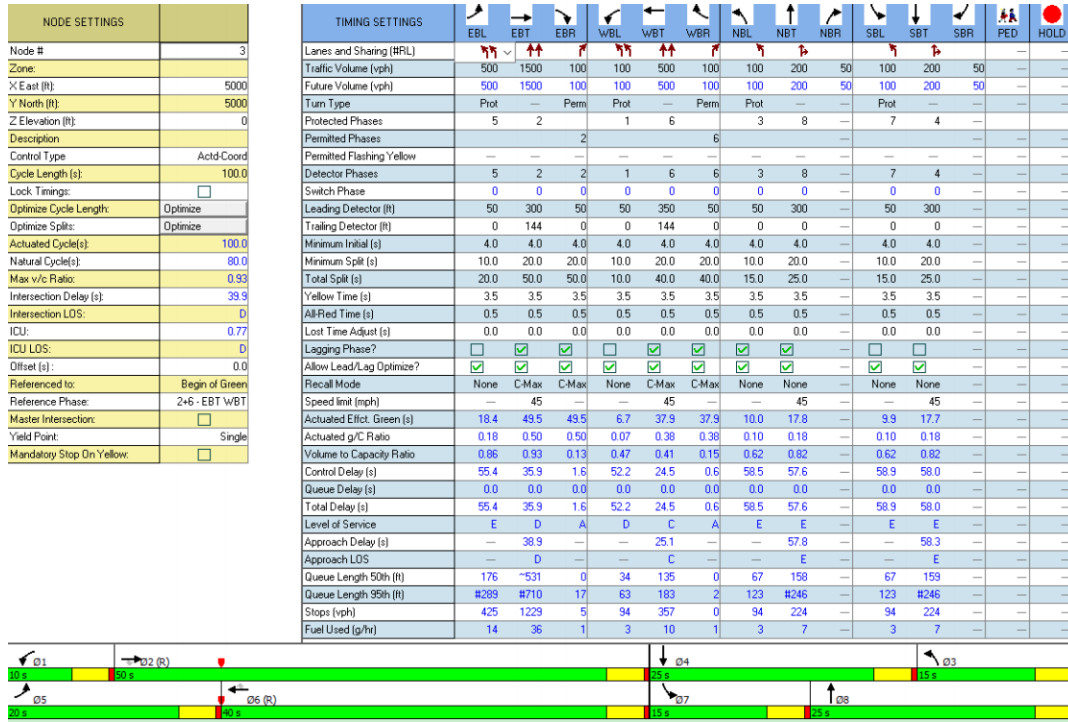 NODE SETTINGS
Node # 3
Zone:
X East (ft): 5000
Y North (ft): 5000
Z Elevation (ft): 0
Description
Control Type Actd-Coord
Cycle Length (s): 100.0
Lock Timings:
Optimize Cycle Length: Optimize
Optimize Splits: Optimize
Actuated Cycle(s): 100.0
Natural Cycle(s): 80.0
Max v/c Ratio: 0.93
Intersection Delay (s): 39.9
Intersection LOS: D
ICU: 0.77
ICU LOS: D
Offset (s) : 0.0
Referenced to: Begin of Green
Reference Phase: 2+6 - EBT WBT
Master Intersection:
Yield Point: Single
Mandatory Stop On Yellow:
TIMING SETTINGS EBL EBT EBR WBL WBT WBR NBL NBT NBR SBL SBT SBR PED HOLD
Lanes and Sharing (#RL) — —
Traffic Volume (vph) 500 1500 100 100 500 100 100 200 50 100 200 50 — —
Future Volume (vph) 500 1500 100 100 500 100 100 200 50 100 200 50 — —
Turn Type Prot — Perm Prot — Perm Prot — Prot — — —
Protected Phases 5 2 1 6 3 8 7 4 — —
Permitted Phases 2 6 — —
Permitted Flashing Yellow — — — — — — — — — — — — — —
Detector Phases 5 2 2 1 6 6 3 8 — 7 4 — — —
Switch Phase 0 0 0 0 0 0 0 0 — 0 0 — — —
Leading Detector (ft) 50 300 50 50 350 50 50 300 — 50 300 — — —
Trailing Detector (ft) 0 144 0 0 144 0 0 0 — 0 0 — — —
Minimum Initial (s) 4.0 4.0 4.0 4.0 4.0 4.0 4.0 4.0 — 4.0 4.0 — — —
Minimum Split (s) 10.0 20.0 20.0 10.0 20.0 20.0 10.0 20.0 — 10.0 20.0 — — —
Total Split (s) 20.0 50.0 50.0 10.0 40.0 40.0 15.0 25.0 — 15.0 25.0 — — —
Yellow Time (s) 3.5 3.5 3.5 3.5 3.5 3.5 3.5 3.5 — 3.5 3.5 — — —
All-Red Time (s) 0.5 0.5 0.5 0.5 0.5 0.5 0.5 0.5 — 0.5 0.5 — — —
Lost Time Adjust (s) 0.0 0.0 0.0 0.0 0.0 0.0 0.0 0.0 — 0.0 0.0 — — —
Lagging Phase? — — — —
Allow Lead/Lag Optimize? — — — —
Recall Mode None C-Max C-Max None C-Max C-Max None None — None None — — —
Speed limit (mph) — 45 — — 45 — — 45 — — 45 — — —
Actuated Effct. Green (s) 18.4 49.5 49.5 6.7 37.9 37.9 10.0 17.8 — 9.9 17.7 — — —
Actuated g/C Ratio 0.18 0.50 0.50 0.07 0.38 0.38 0.10 0.18 — 0.10 0.18 — — —
Volume to Capacity Ratio 0.86 0.93 0.13 0.47 0.41 0.15 0.62 0.82 — 0.62 0.82 — — —
Control Delay (s) 55.4 35.9 1.6 52.2 24.5 0.6 58.5 57.6 — 58.9 58.0 — — —
Queue Delay (s) 0.0 0.0 0.0 0.0 0.0 0.0 0.0 0.0 — 0.0 0.0 — — —
Total Delay (s) 55.4 35.9 1.6 52.2 24.5 0.6 58.5 57.6 — 58.9 58.0 — — —
Level of Service E D A D C A E E — E E — — —
Approach Delay (s) — 38.9 — — 25.1 — — 57.8 — — 58.3 — — —
Approach LOS — D — — C — — E — — E — — —
Queue Length 50th (ft) 176 ~531 0 34 135 0 67 158 — 67 159 — — —
Queue Length 95th (ft) #289 #710 17 63 183 2 123 #246 — 123 #246 — — —
Stops (vph) 425 1229 5 94 357 0 94 224 — 94 224 — — —
Fuel Used (g/hr) 14 36 1 3 10 1 3 7 — 3 7 — — —
Ø1 Ø2 (R) Ø4 Ø3
10 s 50 s 25 s 15 s
Ø5 Ø6 (R) Ø7 Ø8
20 s 40 s 15 s 25 s